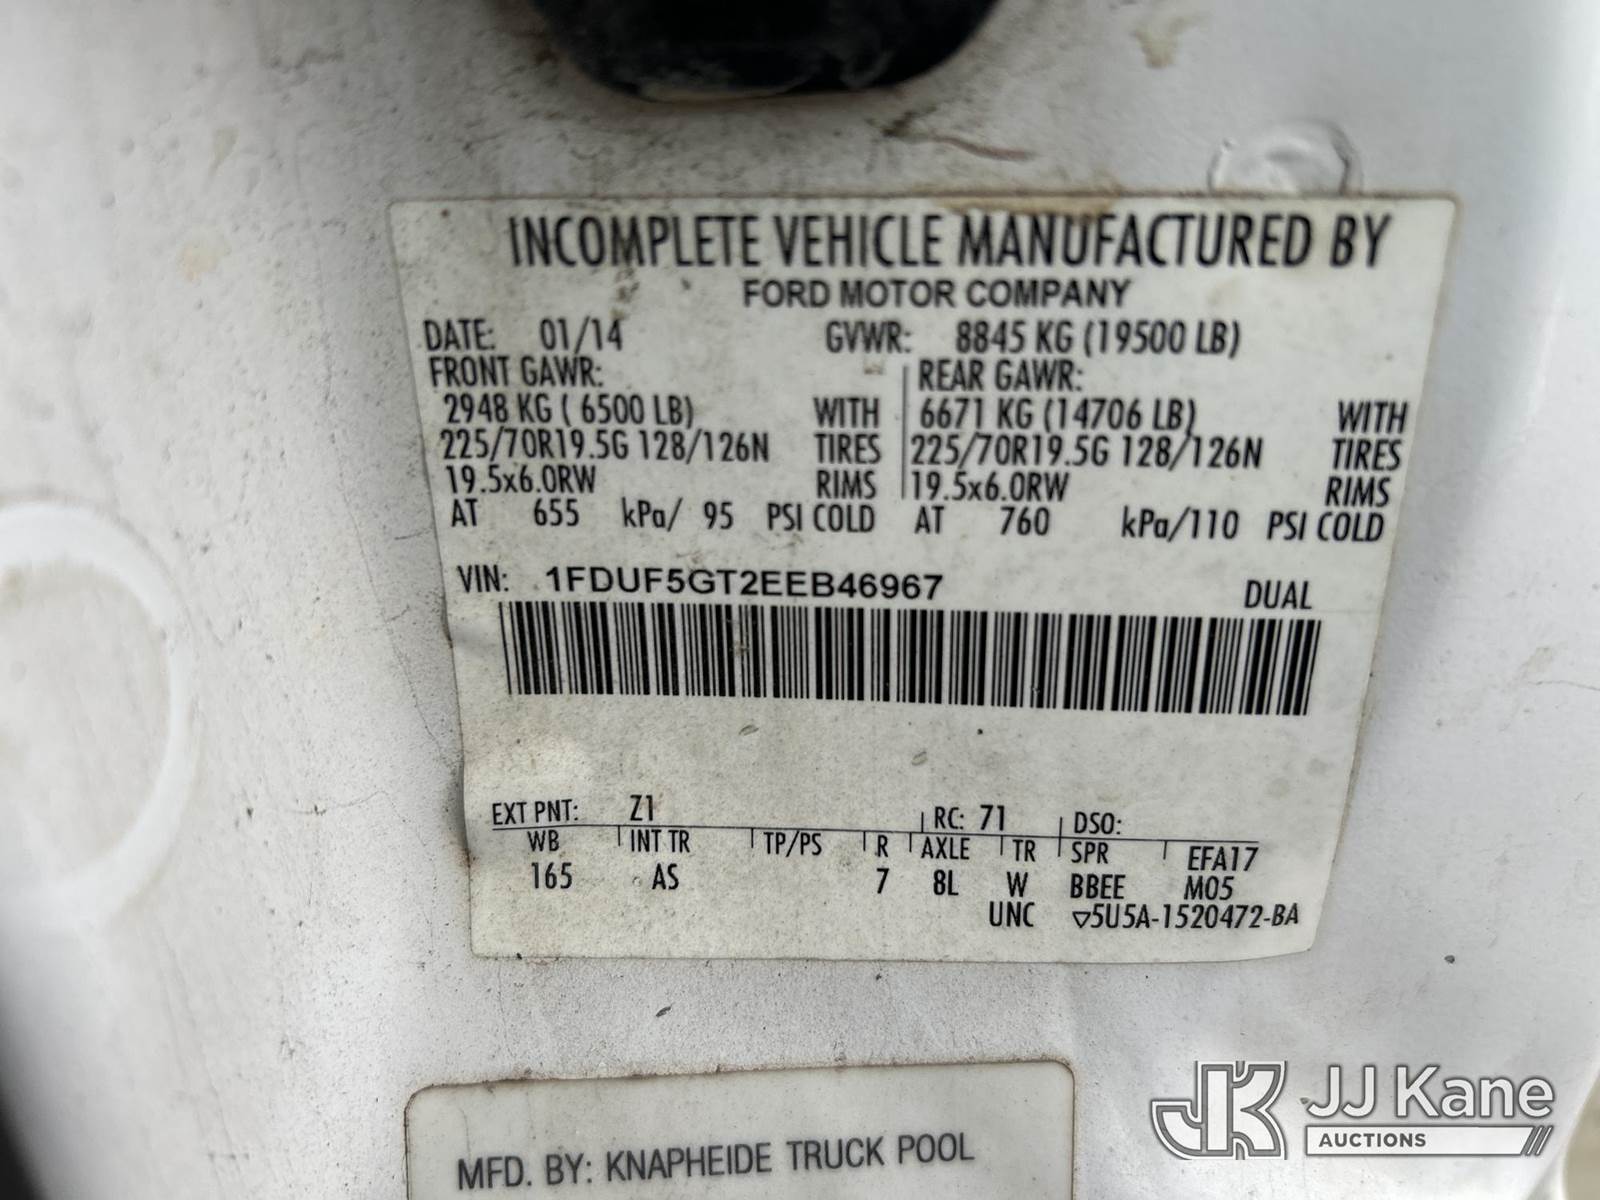 INCOMPLETE VEHICLE MANUFACTURED BY
FORD MOTOR COMPANY
DATE: 01/14 GVWR: 8845 KG (19500 LB)
FRONT GAWR: REAR GAWR:
2948 KG ( 6500 LB) WITH 6671 KG (14706 LB) WITH
225/70R19.5G 128/126N TIRES 225/70R19.5G 128/126N TIRES
19.5x6.0RW RIMS 19.5x6.0RW RIMS
AT 655 kPa/ 95 PSI COLD AT 760 kPa/110 PSI COLD
VIN: 1FDUF5GT2EEB46967 DUAL
EXT PNT: Z1 RC: 71 DSO:
WB INT TR TP/PS R AXLE TR SPR EFA17
165 AS 7 8L W BBEE M05
UNC ▽5U5A-1520472-BA
MFD. BY: KNAPHEIDE TRUCK POOL
JK JJ Kane
AUCTIONS